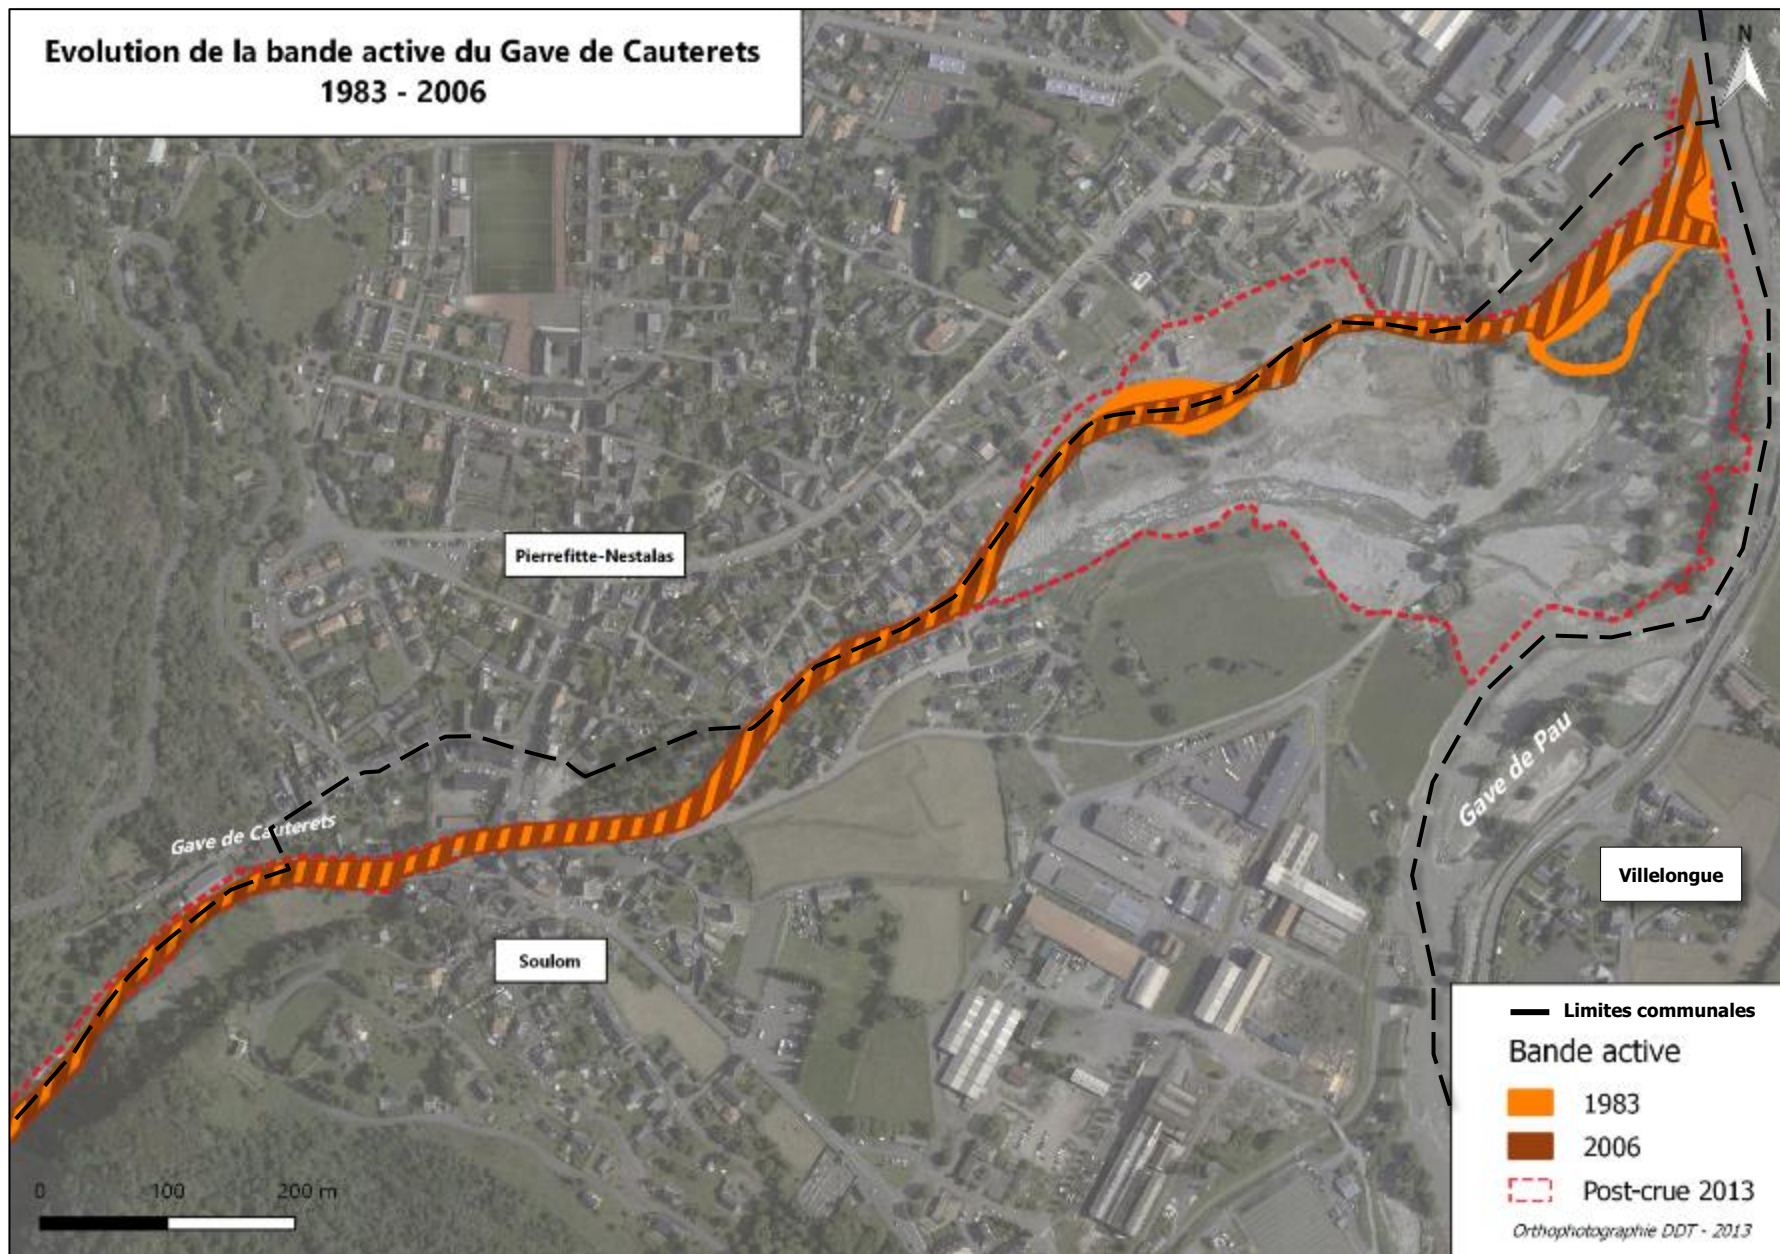 Evolution de la bande active du Gave de Cauterets
1983 - 2006
N
Pierrefitte-Nestalas
Gave de Cauterets
Gave de Pau
Villelongue
Soulom
Limites communales
Bande active
1983
2006
Post-crue 2013
Orthophotographie DDT - 2013
0 100 200 m